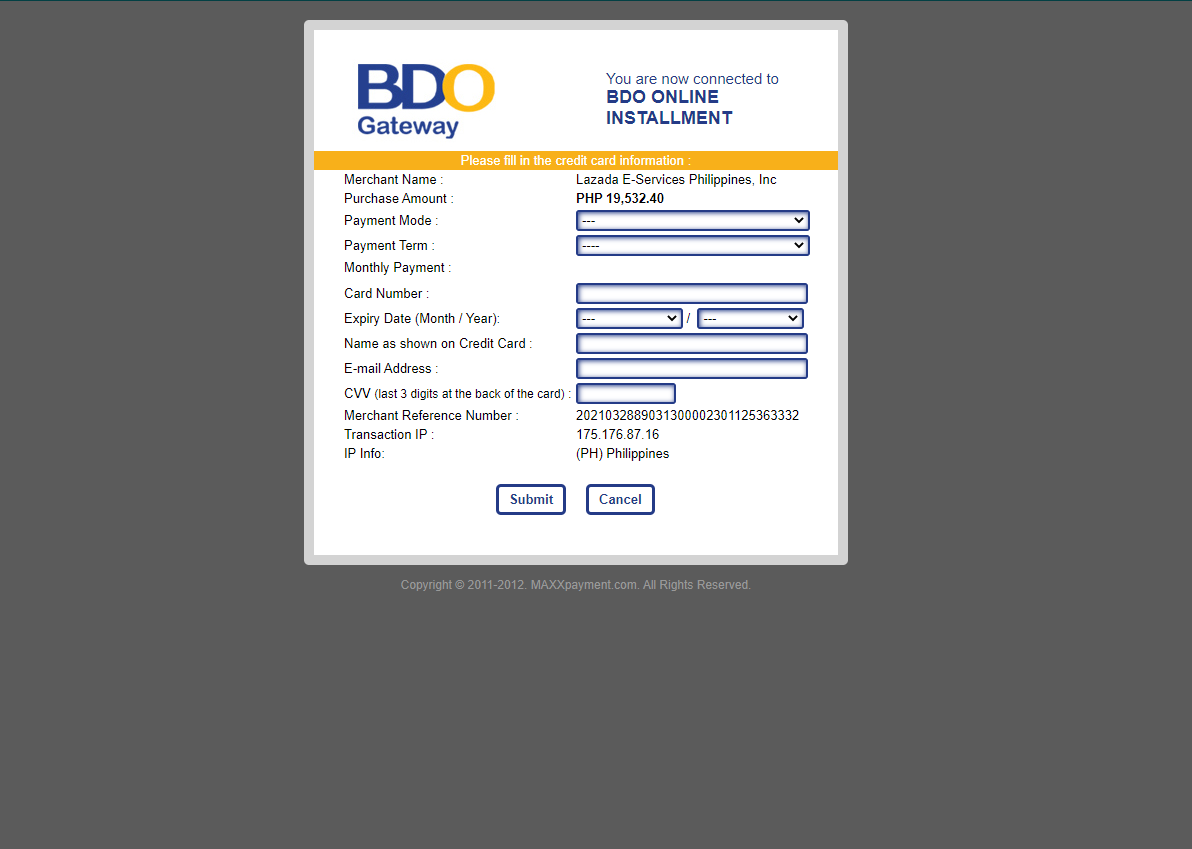 BDO
Gateway
You are now connected to
BDO ONLINE
INSTALLMENT
Please fill in the credit card information :
Merchant Name : Lazada E-Services Philippines, Inc
Purchase Amount : PHP 19,532.40
Payment Mode : ---
Payment Term : ----
Monthly Payment :
Card Number :
Expiry Date (Month / Year): --- / ---
Name as shown on Credit Card :
E-mail Address :
CVV (last 3 digits at the back of the card) :
Merchant Reference Number : 2021032889031300002301125363332
Transaction IP : 175.176.87.16
IP Info: (PH) Philippines
Submit Cancel
Copyright © 2011-2012. MAXXpayment.com. All Rights Reserved.